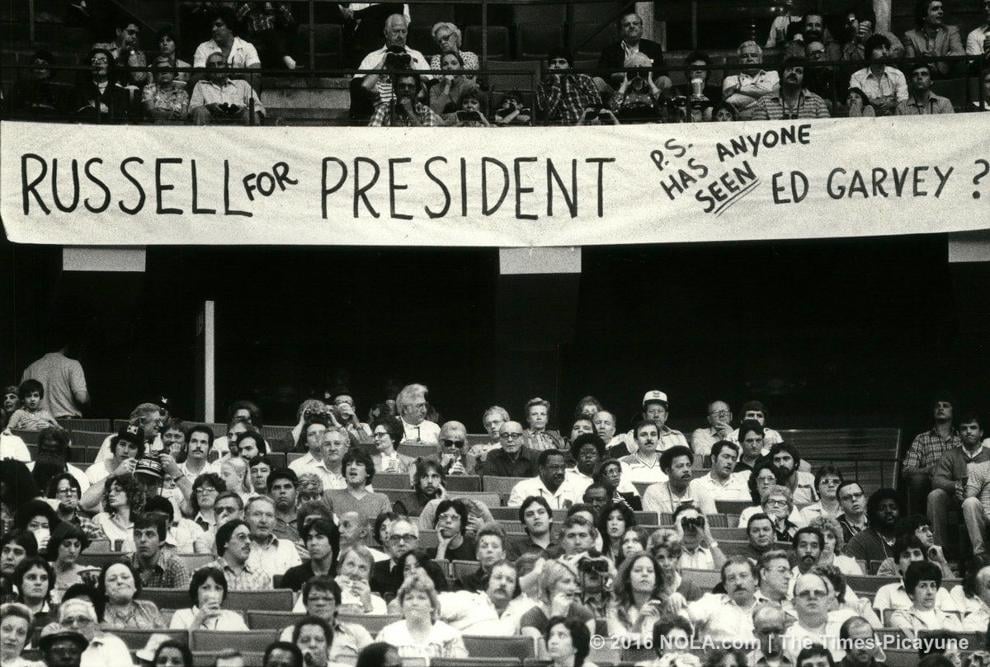 RUSSELL FOR PRESIDENT
P.S.
HAS ANYONE
SEEN ED GARVEY ?
© 2016 NOLA.com | The Times-Picayune